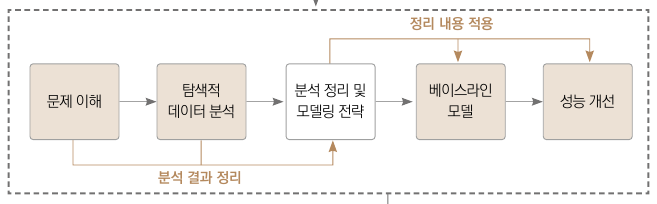 정리 내용 적용
문제 이해
탐색적
데이터 분석
분석 정리 및
모델링 전략
베이스라인
모델
성능 개선
분석 결과 정리